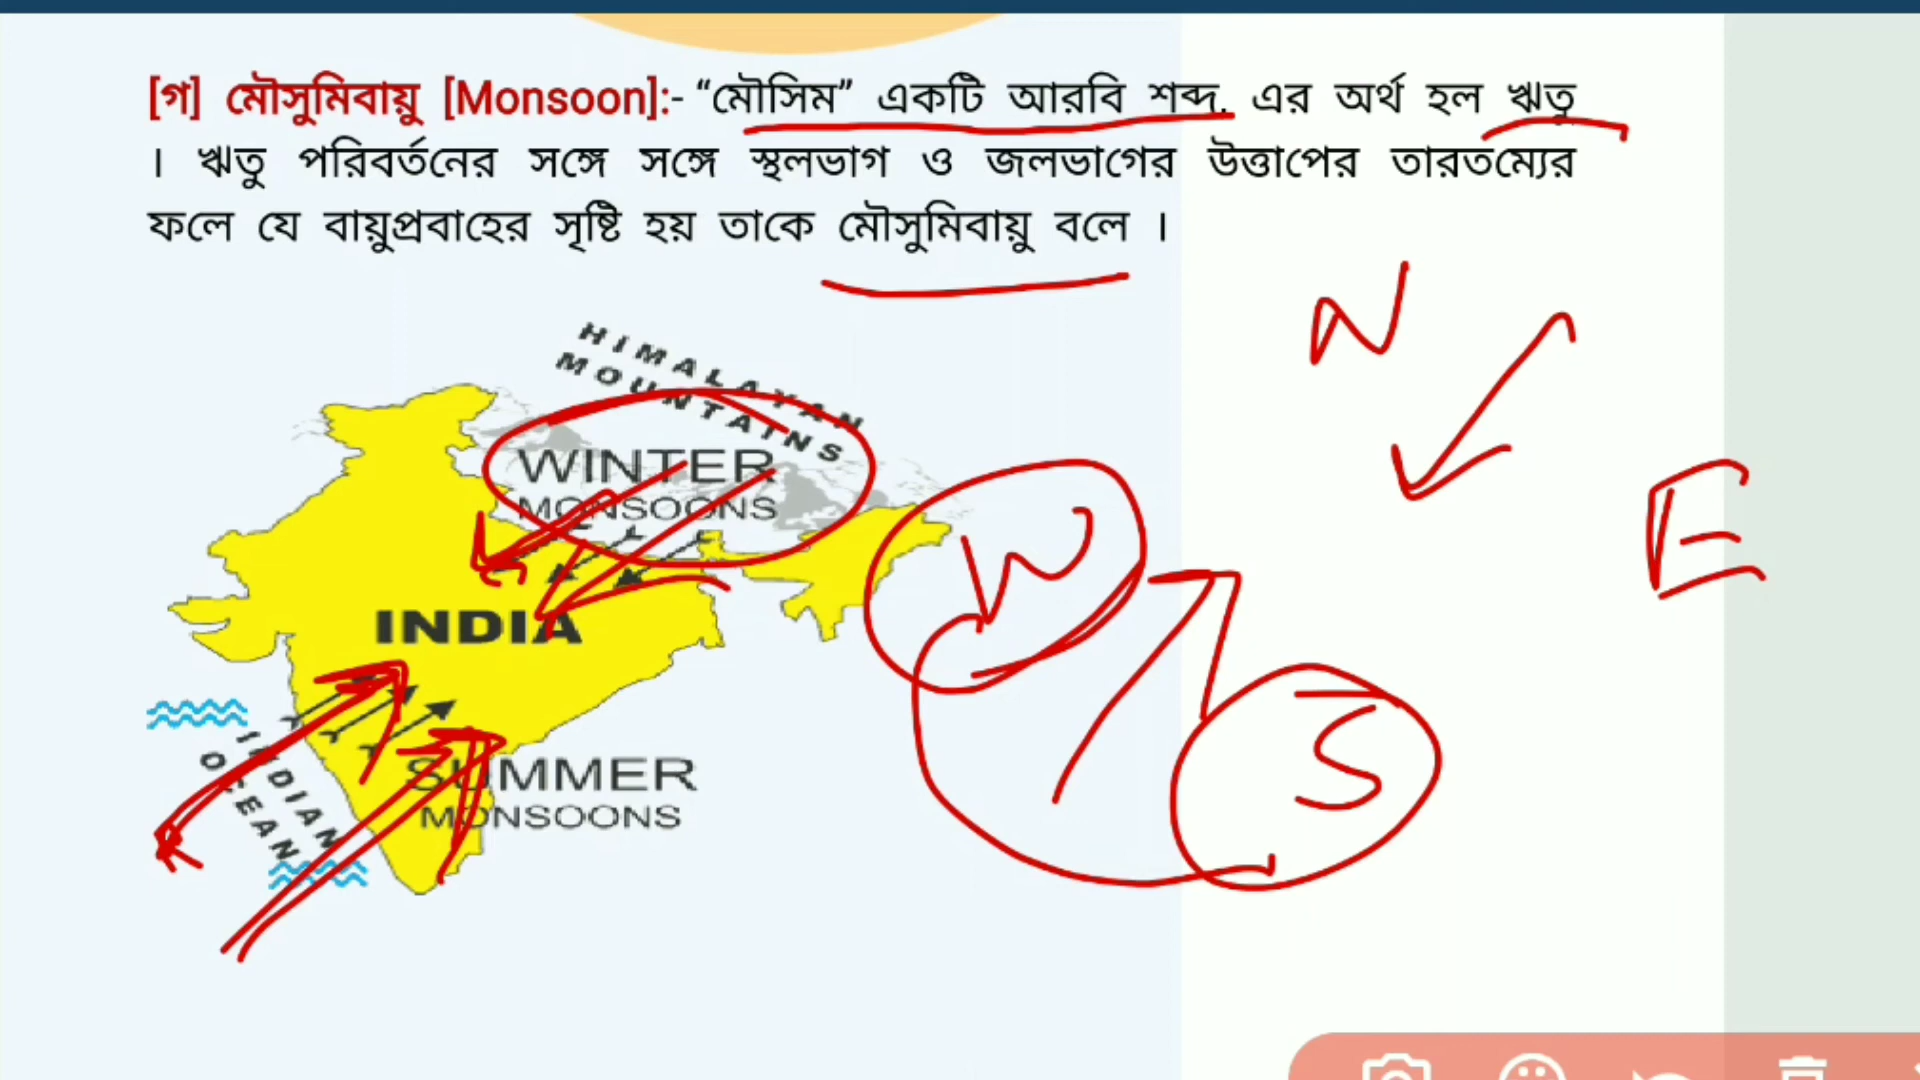 [গ] মৌসুমিবায়ু [Monsoon]:- “মৌসিম” একটি আরবি শব্দ. এর অর্থ হল ঋতু
। ঋতু পরিবর্তনের সঙ্গে সঙ্গে স্থলভাগ ও জলভাগের উত্তাপের তারতম্যের
ফলে যে বায়ুপ্রবাহের সৃষ্টি হয় তাকে মৌসুমিবায়ু বলে ।
N
HIMALAYAN
MOUNTAINS
WINTER
MONSOONS
W
E
INDIA
S
INDIAN
OCEAN
SUMMER
MONSOONS